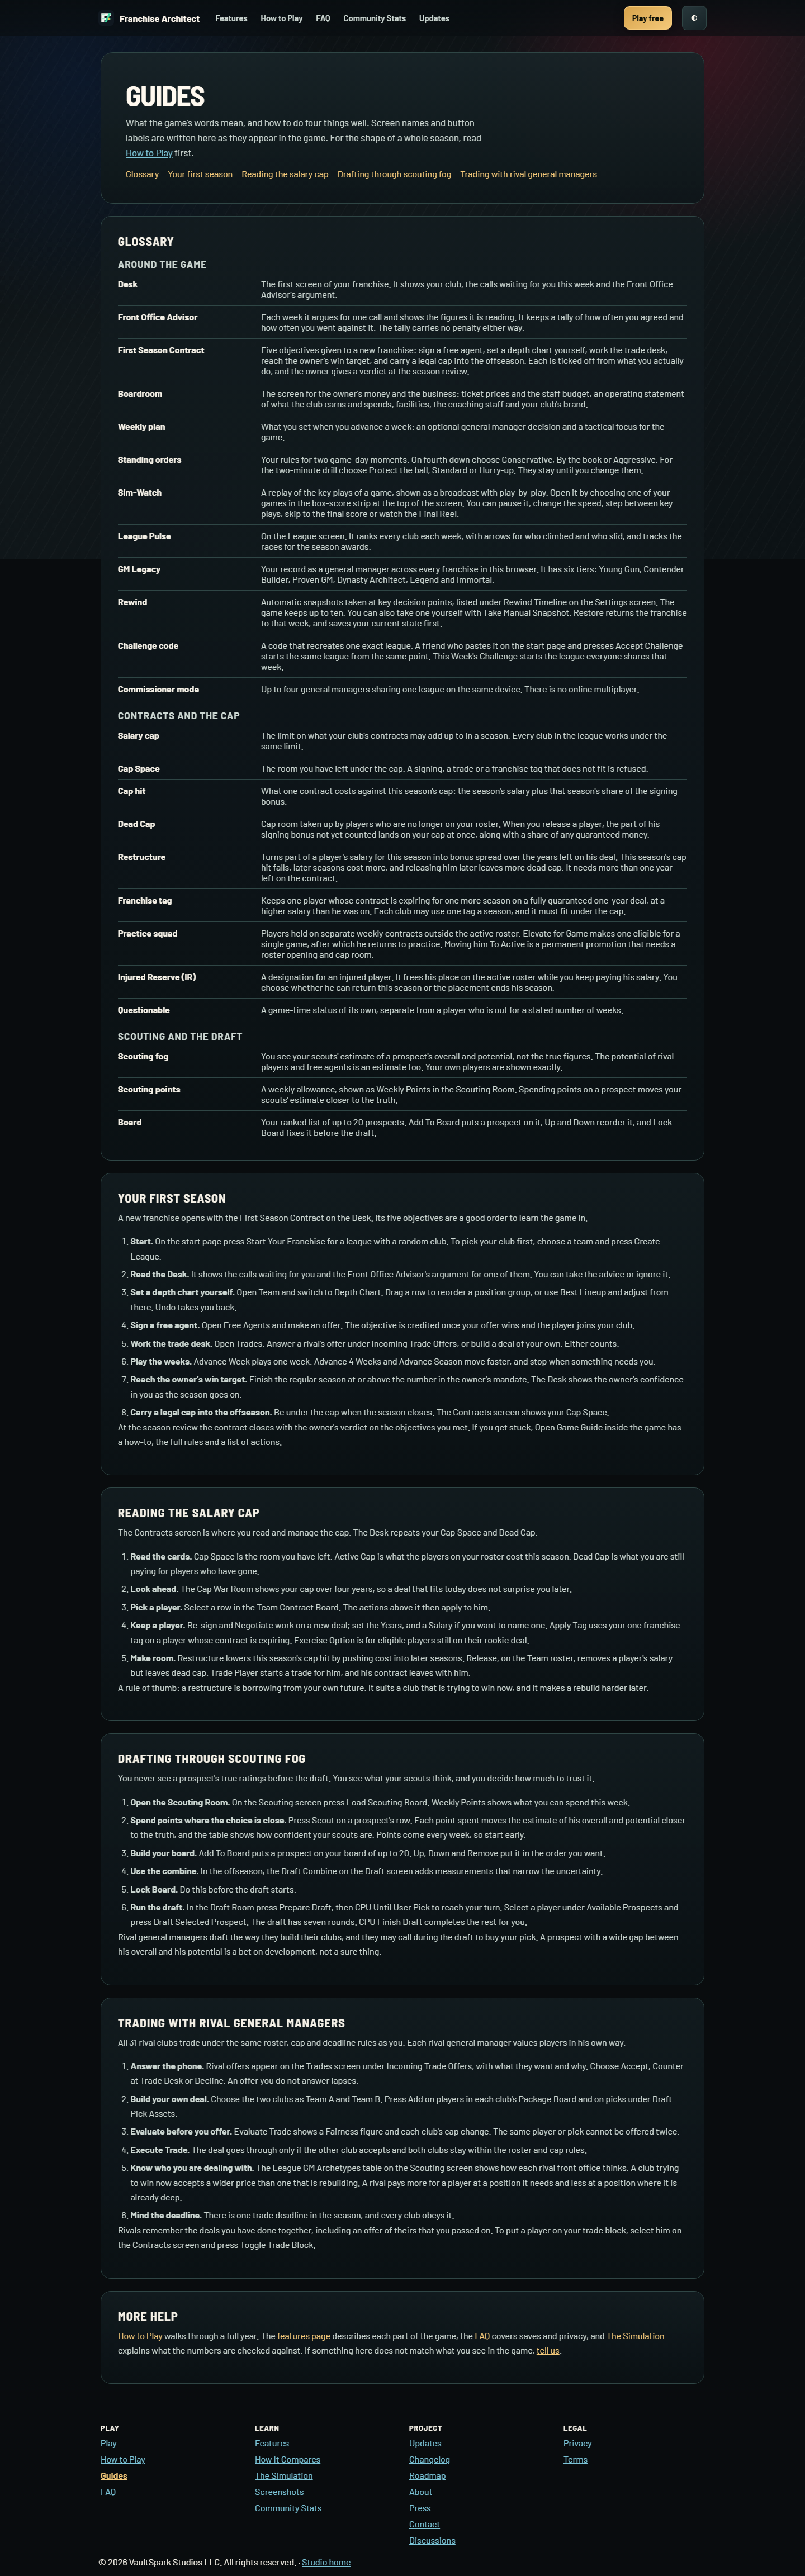 Franchise Architect Features How to Play FAQ Community Stats Updates Play free
GUIDES
What the game's words mean, and how to do four things well. Screen names and button
labels are written here as they appear in the game. For the shape of a whole season, read
How to Play first.
Glossary Your first season Reading the salary cap Drafting through scouting fog Trading with rival general managers
GLOSSARY
AROUND THE GAME
Desk The first screen of your franchise. It shows your club, the calls waiting for you this week and the Front Office
Advisor's argument.
Front Office Advisor Each week it argues for one call and shows the figures it is reading. It keeps a tally of how often you agreed and
how often you went against it. The tally carries no penalty either way.
First Season Contract Five objectives given to a new franchise: sign a free agent, set a depth chart yourself, work the trade desk,
reach the owner's win target, and carry a legal cap into the offseason. Each is ticked off from what you actually
do, and the owner gives a verdict at the season review.
Boardroom The screen for the owner's money and the business: ticket prices and the staff budget, an operating statement
of what the club earns and spends, facilities, the coaching staff and your club's brand.
Weekly plan What you set when you advance a week: an optional general manager decision and a tactical focus for the
game.
Standing orders Your rules for two game-day moments. On fourth down choose Conservative, By the book or Aggressive. For
the two-minute drill choose Protect the ball, Standard or Hurry-up. They stay until you change them.
Sim-Watch A replay of the key plays of a game, shown as a broadcast with play-by-play. Open it by choosing one of your
games in the box-score strip at the top of the screen. You can pause it, change the speed, step between key
plays, skip to the final score or watch the Final Reel.
League Pulse On the League screen. It ranks every club each week, with arrows for who climbed and who slid, and tracks the
races for the season awards.
GM Legacy Your record as a general manager across every franchise in this browser. It has six tiers: Young Gun, Contender
Builder, Proven GM, Dynasty Architect, Legend and Immortal.
Rewind Automatic snapshots taken at key decision points, listed under Rewind Timeline on the Settings screen. The
game keeps up to ten. You can also take one yourself with Take Manual Snapshot. Restore returns the franchise
to that week, and saves your current state first.
Challenge code A code that recreates one exact league. A friend who pastes it on the start page and presses Accept Challenge
starts the same league from the same point. This Week's Challenge starts the league everyone shares that
week.
Commissioner mode Up to four general managers sharing one league on the same device. There is no online multiplayer.
CONTRACTS AND THE CAP
Salary cap The limit on what your club's contracts may add up to in a season. Every club in the league works under the
same limit.
Cap Space The room you have left under the cap. A signing, a trade or a franchise tag that does not fit is refused.
Cap hit What one contract costs against this season's cap: the season's salary plus that season's share of the signing
bonus.
Dead Cap Cap room taken up by players who are no longer on your roster. When you release a player, the part of his
signing bonus not yet counted lands on your cap at once, along with a share of any guaranteed money.
Restructure Turns part of a player's salary for this season into bonus spread over the years left on his deal. This season's cap
hit falls, later seasons cost more, and releasing him later leaves more dead cap. It needs more than one year
left on the contract.
Franchise tag Keeps one player whose contract is expiring for one more season on a fully guaranteed one-year deal, at a
higher salary than he was on. Each club may use one tag a season, and it must fit under the cap.
Practice squad Players held on separate weekly contracts outside the active roster. Elevate for Game makes one eligible for a
single game, after which he returns to practice. Moving him To Active is a permanent promotion that needs a
roster opening and cap room.
Injured Reserve (IR) A designation for an injured player. It frees his place on the active roster while you keep paying his salary. You
choose whether he can return this season or the placement ends his season.
Questionable A game-time status of its own, separate from a player who is out for a stated number of weeks.
SCOUTING AND THE DRAFT
Scouting fog You see your scouts' estimate of a prospect's overall and potential, not the true figures. The potential of rival
players and free agents is an estimate too. Your own players are shown exactly.
Scouting points A weekly allowance, shown as Weekly Points in the Scouting Room. Spending points on a prospect moves your
scouts' estimate closer to the truth.
Board Your ranked list of up to 20 prospects. Add To Board puts a prospect on it, Up and Down reorder it, and Lock
Board fixes it before the draft.
YOUR FIRST SEASON
A new franchise opens with the First Season Contract on the Desk. Its five objectives are a good order to learn the game in.
1. Start. On the start page press Start Your Franchise for a league with a random club. To pick your club first, choose a team and press Create
League.
2. Read the Desk. It shows the calls waiting for you and the Front Office Advisor's argument for one of them. You can take the advice or ignore it.
3. Set a depth chart yourself. Open Team and switch to Depth Chart. Drag a row to reorder a position group, or use Best Lineup and adjust from
there. Undo takes you back.
4. Sign a free agent. Open Free Agents and make an offer. The objective is credited once your offer wins and the player joins your club.
5. Work the trade desk. Open Trades. Answer a rival's offer under Incoming Trade Offers, or build a deal of your own. Either counts.
6. Play the weeks. Advance Week plays one week. Advance 4 Weeks and Advance Season move faster, and stop when something needs you.
7. Reach the owner's win target. Finish the regular season at or above the number in the owner's mandate. The Desk shows the owner's confidence
in you as the season goes on.
8. Carry a legal cap into the offseason. Be under the cap when the season closes. The Contracts screen shows your Cap Space.
At the season review the contract closes with the owner's verdict on the objectives you met. If you get stuck, Open Game Guide inside the game has
a how-to, the full rules and a list of actions.
READING THE SALARY CAP
The Contracts screen is where you read and manage the cap. The Desk repeats your Cap Space and Dead Cap.
1. Read the cards. Cap Space is the room you have left. Active Cap is what the players on your roster cost this season. Dead Cap is what you are still
paying for players who have gone.
2. Look ahead. The Cap War Room shows your cap over four years, so a deal that fits today does not surprise you later.
3. Pick a player. Select a row in the Team Contract Board. The actions above it then apply to him.
4. Keep a player. Re-sign and Negotiate work on a new deal; set the Years, and a Salary if you want to name one. Apply Tag uses your one franchise
tag on a player whose contract is expiring. Exercise Option is for eligible players still on their rookie deal.
5. Make room. Restructure lowers this season's cap hit by pushing cost into later seasons. Release, on the Team roster, removes a player's salary
but leaves dead cap. Trade Player starts a trade for him, and his contract leaves with him.
A rule of thumb: a restructure is borrowing from your own future. It suits a club that is trying to win now, and it makes a rebuild harder later.
DRAFTING THROUGH SCOUTING FOG
You never see a prospect's true ratings before the draft. You see what your scouts think, and you decide how much to trust it.
1. Open the Scouting Room. On the Scouting screen press Load Scouting Board. Weekly Points shows what you can spend this week.
2. Spend points where the choice is close. Press Scout on a prospect's row. Each point spent moves the estimate of his overall and potential closer
to the truth, and the table shows how confident your scouts are. Points come every week, so start early.
3. Build your board. Add To Board puts a prospect on your board of up to 20. Up, Down and Remove put it in the order you want.
4. Use the combine. In the offseason, the Draft Combine on the Draft screen adds measurements that narrow the uncertainty.
5. Lock Board. Do this before the draft starts.
6. Run the draft. In the Draft Room press Prepare Draft, then CPU Until User Pick to reach your turn. Select a player under Available Prospects and
press Draft Selected Prospect. The draft has seven rounds. CPU Finish Draft completes the rest for you.
Rival general managers draft the way they build their clubs, and they may call during the draft to buy your pick. A prospect with a wide gap between
his overall and his potential is a bet on development, not a sure thing.
TRADING WITH RIVAL GENERAL MANAGERS
All 31 rival clubs trade under the same roster, cap and deadline rules as you. Each rival general manager values players in his own way.
1. Answer the phone. Rival offers appear on the Trades screen under Incoming Trade Offers, with what they want and why. Choose Accept, Counter
at Trade Desk or Decline. An offer you do not answer lapses.
2. Build your own deal. Choose the two clubs as Team A and Team B. Press Add on players in each club's Package Board and on picks under Draft
Pick Assets.
3. Evaluate before you offer. Evaluate Trade shows a Fairness figure and each club's cap change. The same player or pick cannot be offered twice.
4. Execute Trade. The deal goes through only if the other club accepts and both clubs stay within the roster and cap rules.
5. Know who you are dealing with. The League GM Archetypes table on the Scouting screen shows how each rival front office thinks. A club trying
to win now accepts a wider price than one that is rebuilding. A rival pays more for a player at a position it needs and less at a position where it is
already deep.
6. Mind the deadline. There is one trade deadline in the season, and every club obeys it.
Rivals remember the deals you have done together, including an offer of theirs that you passed on. To put a player on your trade block, select him on
the Contracts screen and press Toggle Trade Block.
MORE HELP
How to Play walks through a full year. The features page describes each part of the game, the FAQ covers saves and privacy, and The Simulation
explains what the numbers are checked against. If something here does not match what you see in the game, tell us.
PLAY
Play
How to Play
Guides
FAQ
LEARN
Features
How It Compares
The Simulation
Screenshots
Community Stats
PROJECT
Updates
Changelog
Roadmap
About
Press
Contact
Discussions
LEGAL
Privacy
Terms
© 2026 VaultSpark Studios LLC. All rights reserved. · Studio home